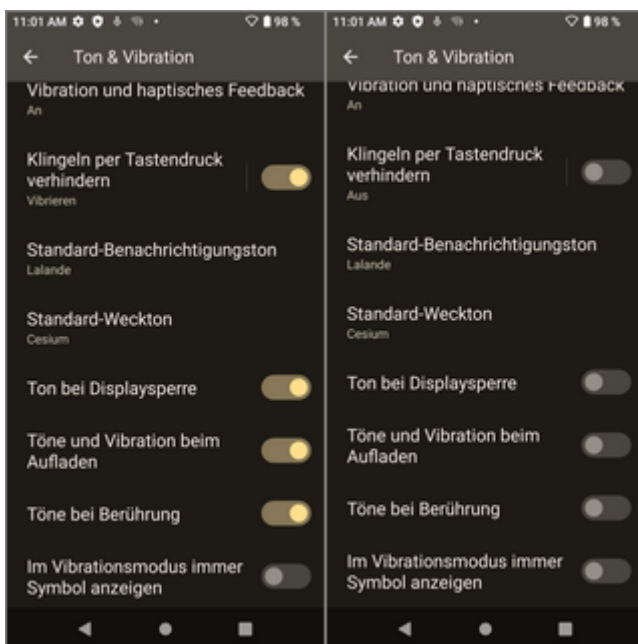 11:01 AM 98 %
Ton & Vibration
Vibration und haptisches Feedback
An
Klingeln per Tastendruck
verhindern
Vibrieren
Standard-Benachrichtigungston
Lalande
Standard-Weckton
Cesium
Ton bei Displaysperre
Töne und Vibration beim
Aufladen
Töne bei Berührung
Im Vibrationsmodus immer
Symbol anzeigen
11:01 AM 98 %
Ton & Vibration
Vibration und haptisches Feedback
An
Klingeln per Tastendruck
verhindern
Aus
Standard-Benachrichtigungston
Lalande
Standard-Weckton
Cesium
Ton bei Displaysperre
Töne und Vibration beim
Aufladen
Töne bei Berührung
Im Vibrationsmodus immer
Symbol anzeigen